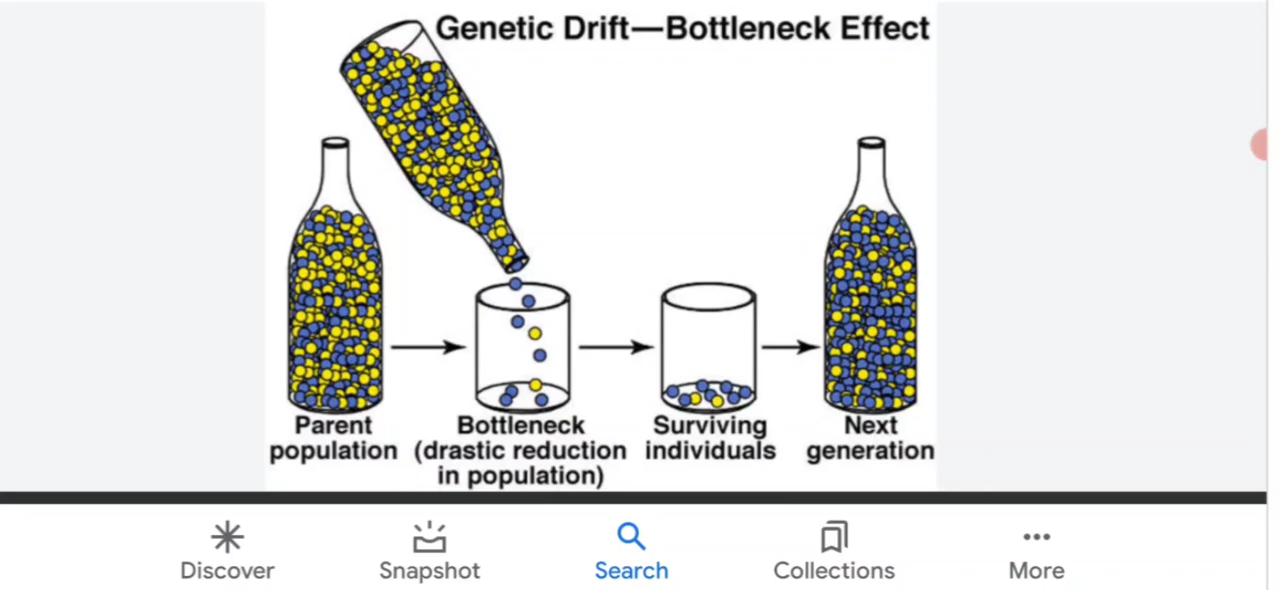 Genetic Drift—Bottleneck Effect
Parent
population
Bottleneck
(drastic reduction
in population)
Surviving
individuals
Next
generation
Discover
Snapshot
Search
Collections
More